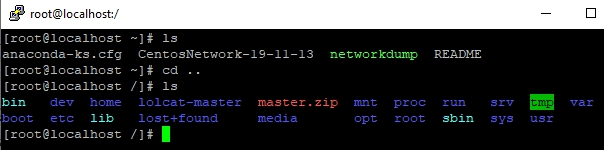 root@localhost:/
[root@localhost ~]# ls
anaconda-ks.cfg  CentosNetwork-19-11-13  networkdump  README
[root@localhost ~]# cd ..
[root@localhost /]# ls
bin   dev  home  lolcat-master  master.zip  mnt  proc  run   srv  tmp  var
boot  etc  lib   lost+found     media       opt  root  sbin  sys  usr
[root@localhost /]#